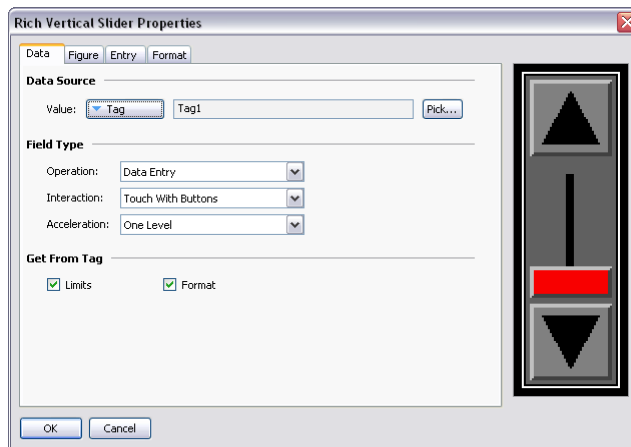 Rich Vertical Slider Properties
Data Figure Entry Format
Data Source
Value: Tag Tag1 Pick...
Field Type
Operation: Data Entry
Interaction: Touch With Buttons
Acceleration: One Level
Get From Tag
Limits Format
OK Cancel